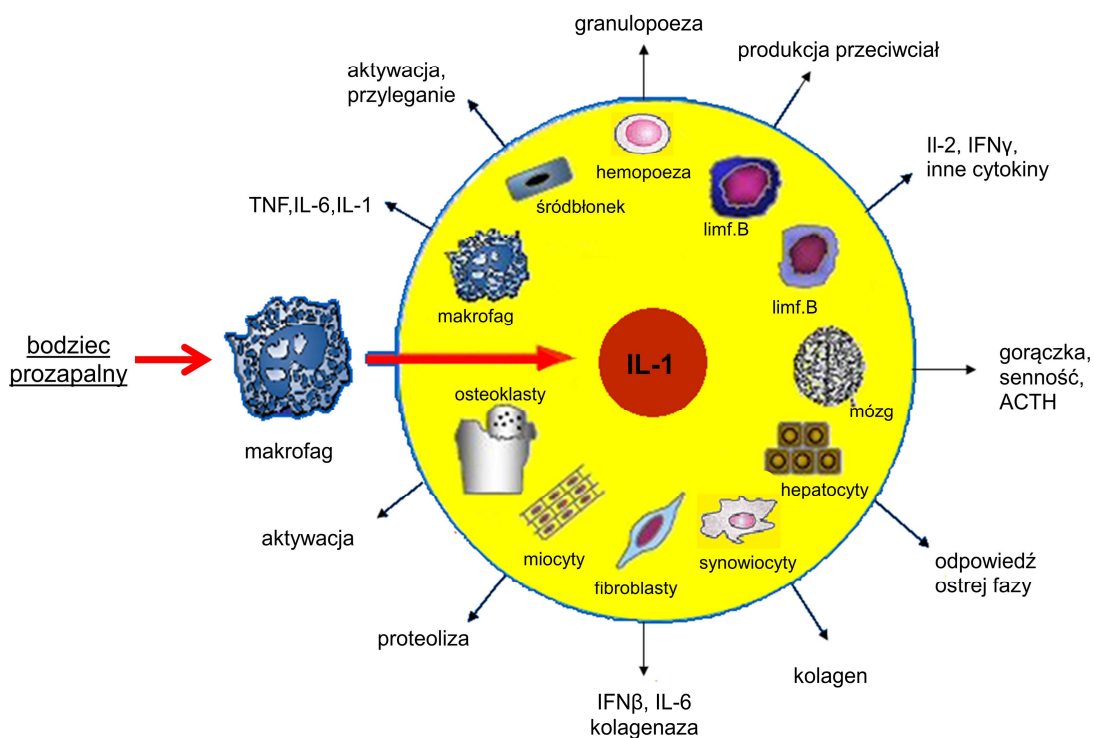 granulopoeza
produkcja przeciwciał
aktywacja,
przyleganie
Il-2, IFNγ,
inne cytokiny
hemopoeza
śródbłonek
limf.B
TNF,IL-6,IL-1
makrofag
limf.B
bodziec
prozapalny
IL-1
gorączka,
senność,
ACTH
osteoklasty
mózg
makrofag
hepatocyty
aktywacja
miocyty
fibroblasty
synowiocyty
odpowiedź
ostrej fazy
proteoliza
kolagen
IFNβ, IL-6
kolagenaza